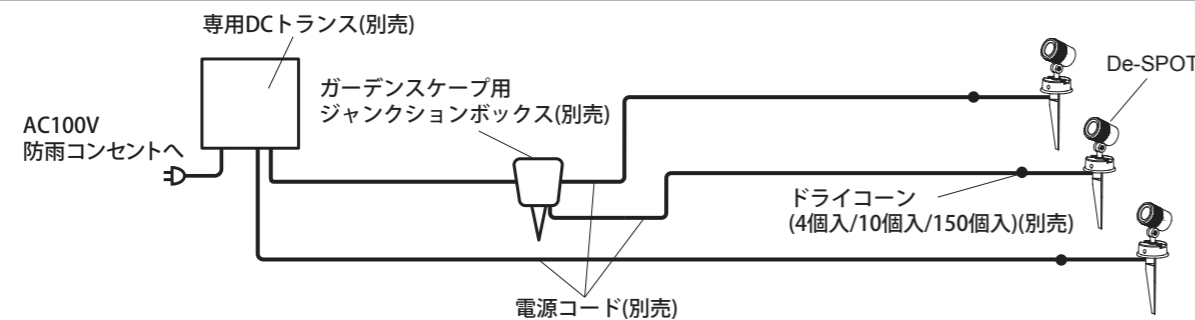 専用DCトランス(別売)
ガーデンスケープ用
ジャンクションボックス(別売)
De-SPOT
AC100V
防雨コンセントへ
ドライコーン
(4個入/10個入/150個入)(別売)
電源コード(別売)